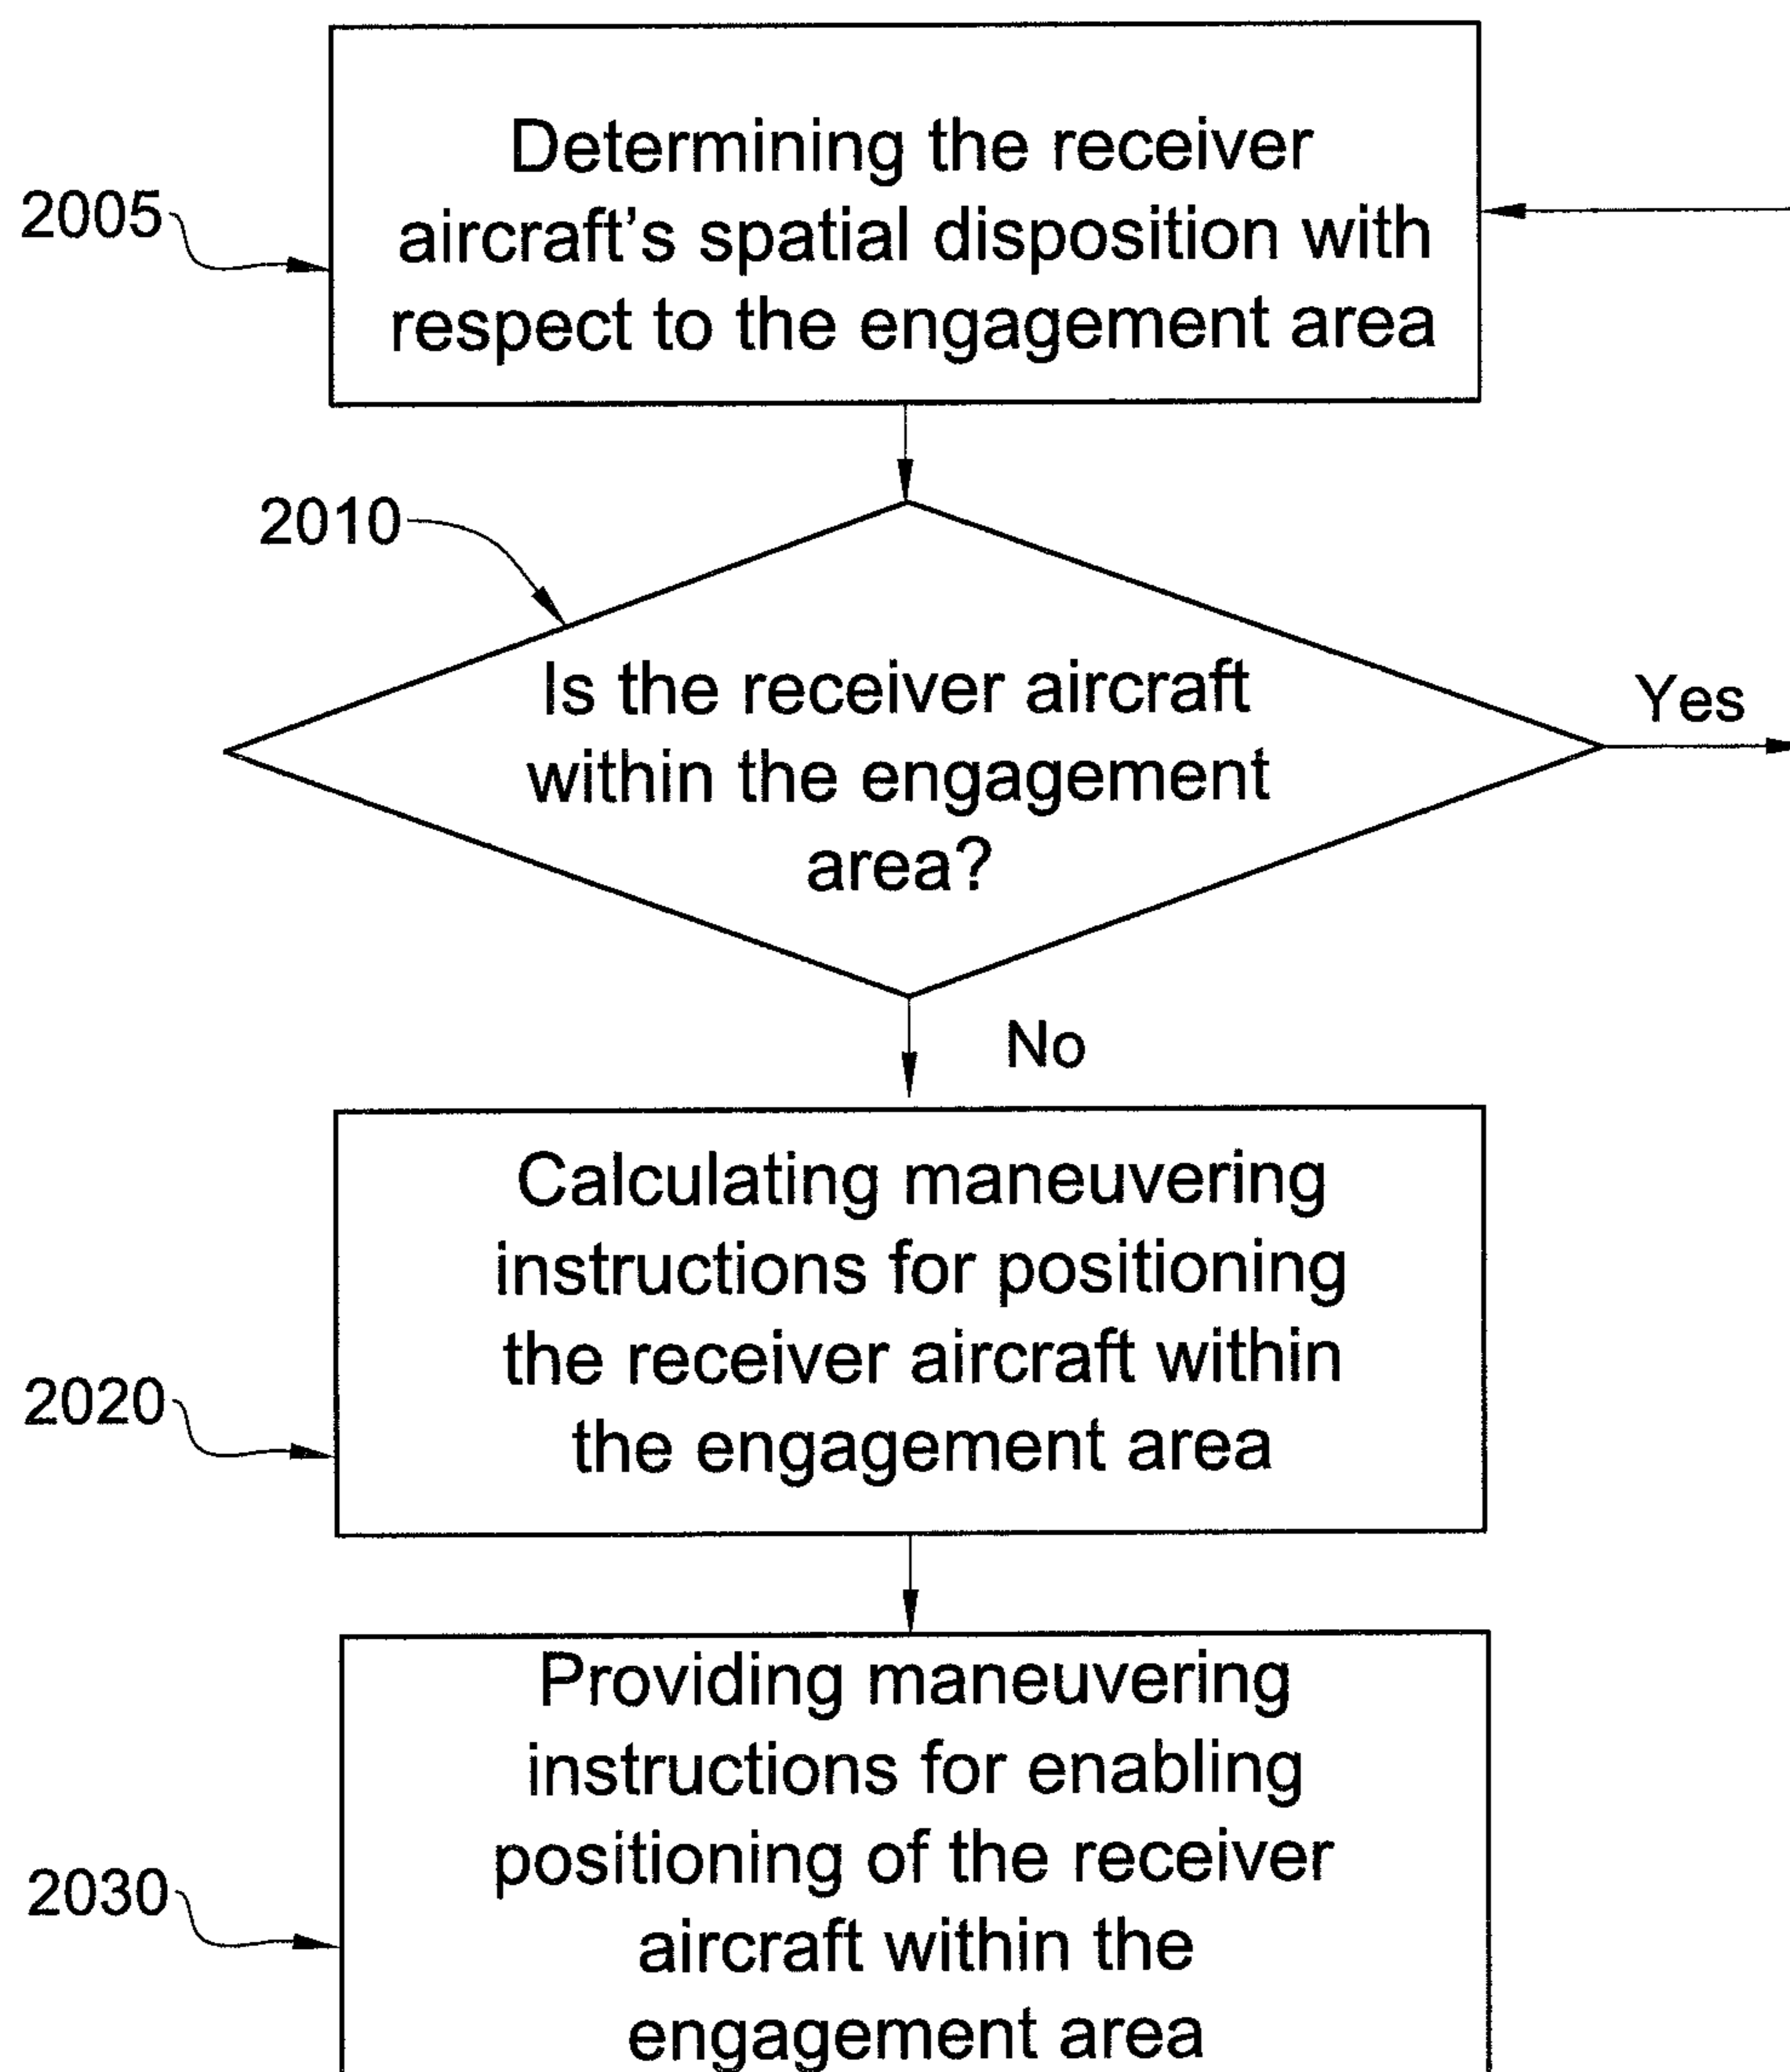 Determining the receiver
2005
aircraft's spatial disposition with
respect to the engagement area
2010
Is the receiver aircraft
within the engagement
area?
Yes
No
Calculating maneuvering
instructions for positioning
the receiver aircraft within
2020
the engagement area
Providing maneuvering
instructions for enabling
positioning of the receiver
2030
aircraft within the
engagement area